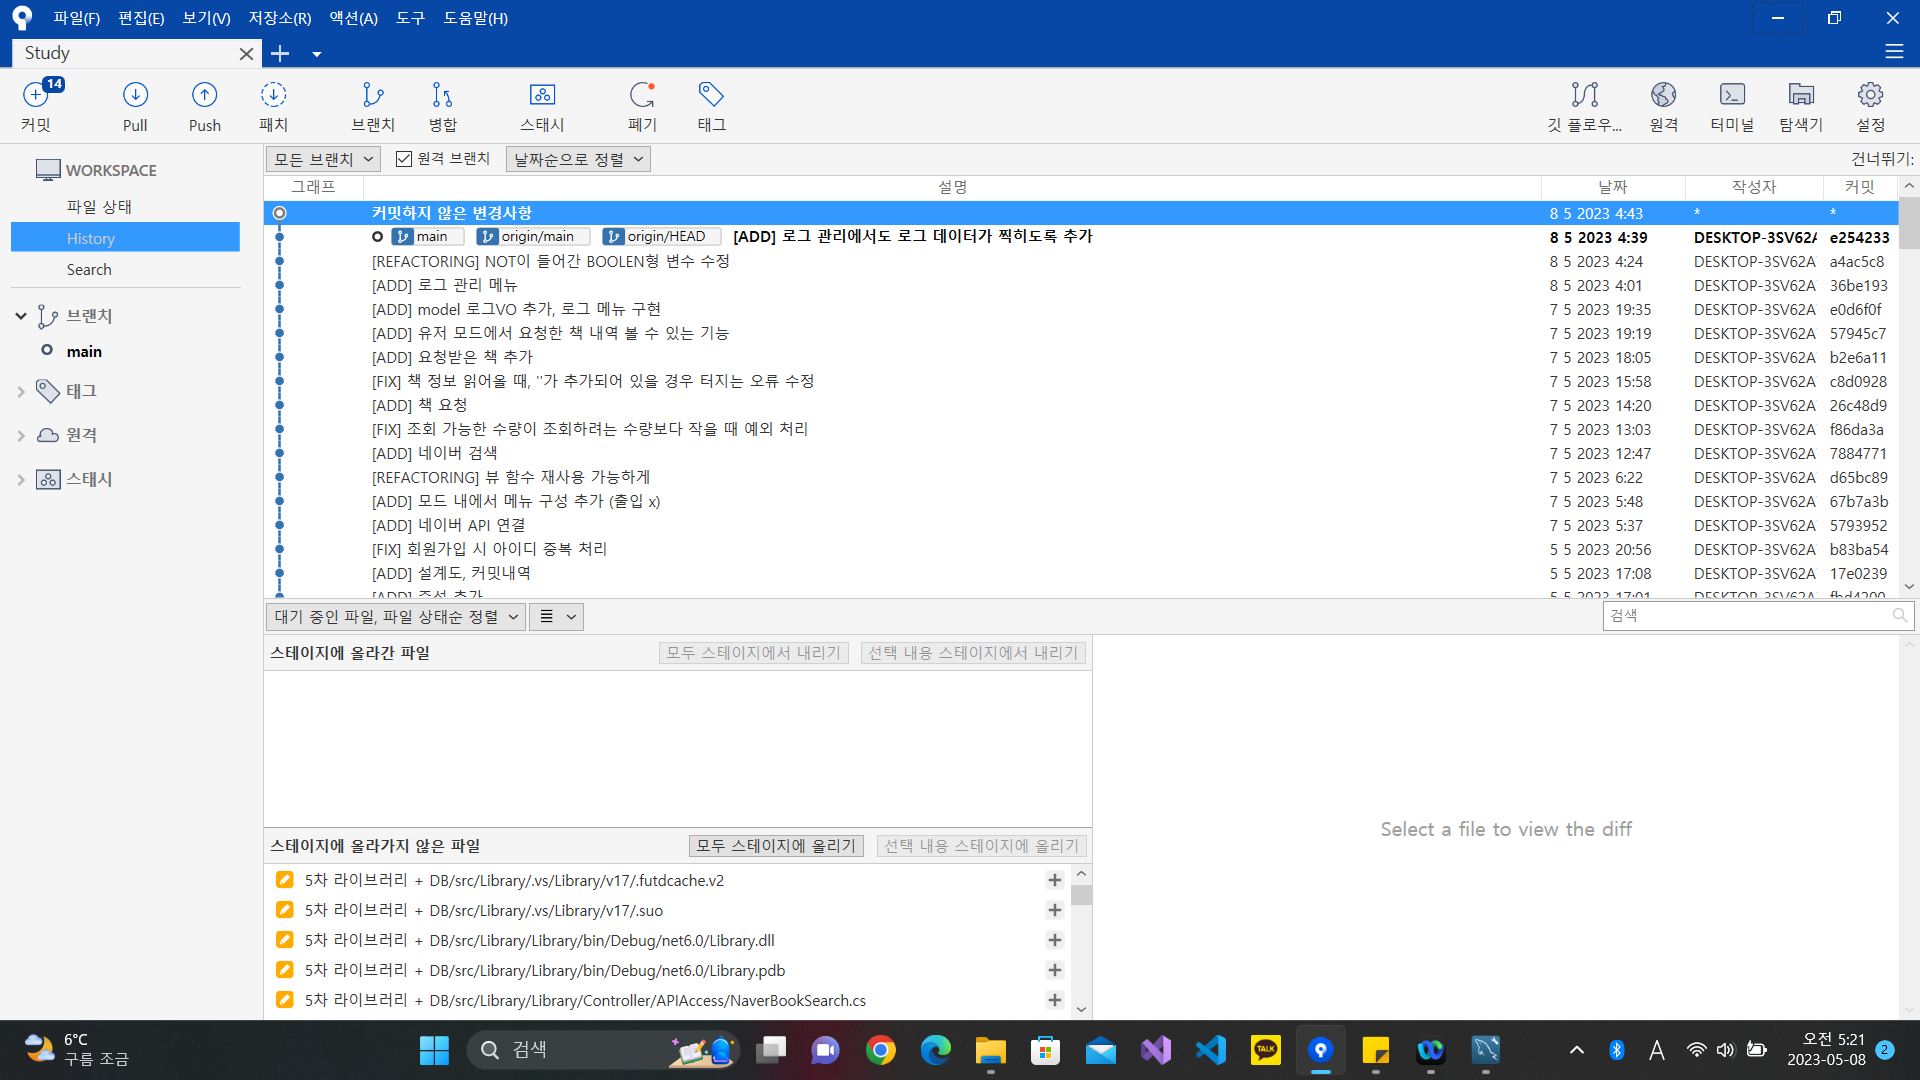 파일(F) 편집(E) 보기(V) 저장소(R) 액션(A) 도구 도움말(H)
Study
14
커밋 Pull Push 패치 브랜치 병합 스태시 폐기 태그 깃 플로우... 원격 터미널 탐색기 설정
WORKSPACE
파일 상태
History
Search
브랜치
main
태그
원격
스태시
모든 브랜치 원격 브랜치 날짜순으로 정렬 건너뛰기:
그래프 설명 날짜 작성자 커밋
커밋하지 않은 변경사항 8 5 2023 4:43 * *
main origin/main origin/HEAD [ADD] 로그 관리에서도 로그 데이터가 찍히도록 추가 8 5 2023 4:39 DESKTOP-3SV62A e254233
[REFACTORING] NOT이 들어간 BOOLEN형 변수 수정 8 5 2023 4:24 DESKTOP-3SV62A a4ac5c8
[ADD] 로그 관리 메뉴 8 5 2023 4:01 DESKTOP-3SV62A 36be193
[ADD] model 로그VO 추가, 로그 메뉴 구현 7 5 2023 19:35 DESKTOP-3SV62A e0d6f0f
[ADD] 유저 모드에서 요청한 책 내역 볼 수 있는 기능 7 5 2023 19:19 DESKTOP-3SV62A 57945c7
[ADD] 요청받은 책 추가 7 5 2023 18:05 DESKTOP-3SV62A b2e6a11
[FIX] 책 정보 읽어올 때, ''가 추가되어 있을 경우 터지는 오류 수정 7 5 2023 15:58 DESKTOP-3SV62A c8d0928
[ADD] 책 요청 7 5 2023 14:20 DESKTOP-3SV62A 26c48d9
[FIX] 조회 가능한 수량이 조회하려는 수량보다 작을 때 예외 처리 7 5 2023 13:03 DESKTOP-3SV62A f86da3a
[ADD] 네이버 검색 7 5 2023 12:47 DESKTOP-3SV62A 7884771
[REFACTORING] 뷰 함수 재사용 가능하게 7 5 2023 6:22 DESKTOP-3SV62A d65bc89
[ADD] 모드 내에서 메뉴 구성 추가 (출입 x) 7 5 2023 5:48 DESKTOP-3SV62A 67b7a3b
[ADD] 네이버 API 연결 7 5 2023 5:37 DESKTOP-3SV62A 5793952
[FIX] 회원가입 시 아이디 중복 처리 5 5 2023 20:56 DESKTOP-3SV62A b83ba54
[ADD] 설계도, 커밋내역 5 5 2023 17:08 DESKTOP-3SV62A 17e0239
[ADD] 추가 5 5 2023 17:01 DESKTOP-3SV62A fbd4200
대기 중인 파일, 파일 상태순 정렬 검색
스테이지에 올라간 파일 모두 스테이지에서 내리기 선택 내용 스테이지에서 내리기
Select a file to view the diff
스테이지에 올라가지 않은 파일 모두 스테이지에 올리기 선택 내용 스테이지에 올리기
5차 라이브러리 + DB/src/Library/.vs/Library/v17/.futdcache.v2
5차 라이브러리 + DB/src/Library/.vs/Library/v17/.suo
5차 라이브러리 + DB/src/Library/Library/bin/Debug/net6.0/Library.dll
5차 라이브러리 + DB/src/Library/Library/bin/Debug/net6.0/Library.pdb
5차 라이브러리 + DB/src/Library/Library/Controller/APIAccess/NaverBookSearch.cs
6°C
구름 조금
검색
TALK
A
오전 5:21
2023-05-08
2